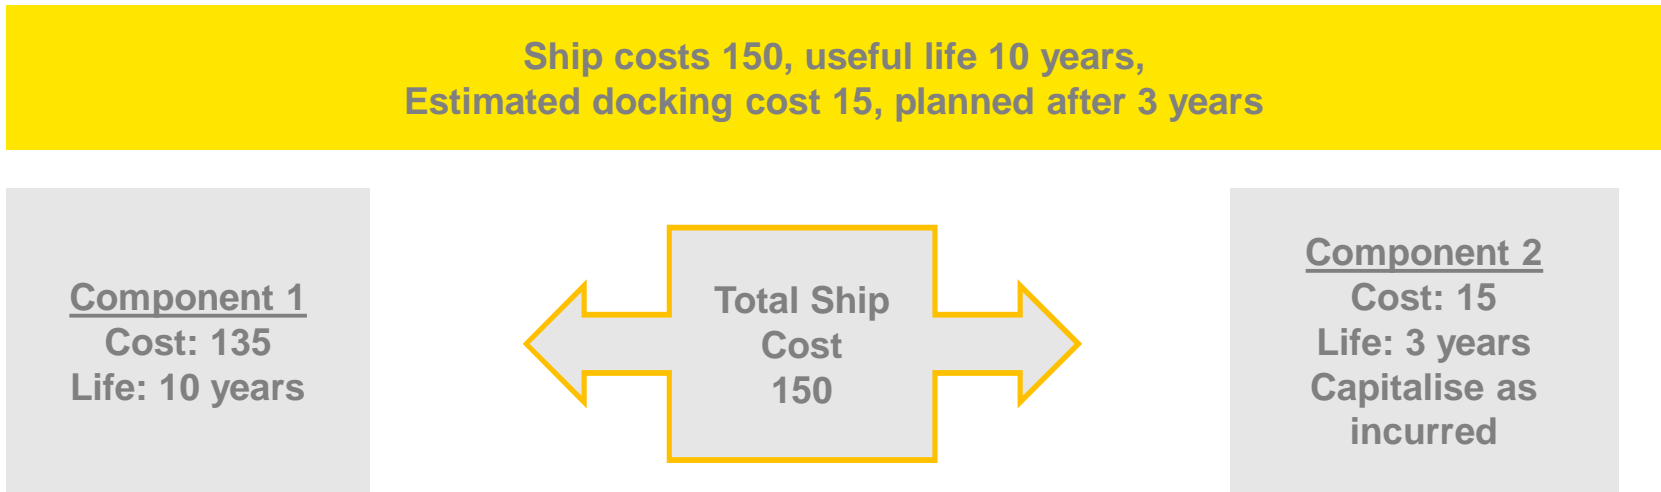 Ship costs 150, useful life 10 years,
Estimated docking cost 15, planned after 3 years
Component 1
Cost: 135
Life: 10 years
Total Ship
Cost
150
Component 2
Cost: 15
Life: 3 years
Capitalise as
incurred